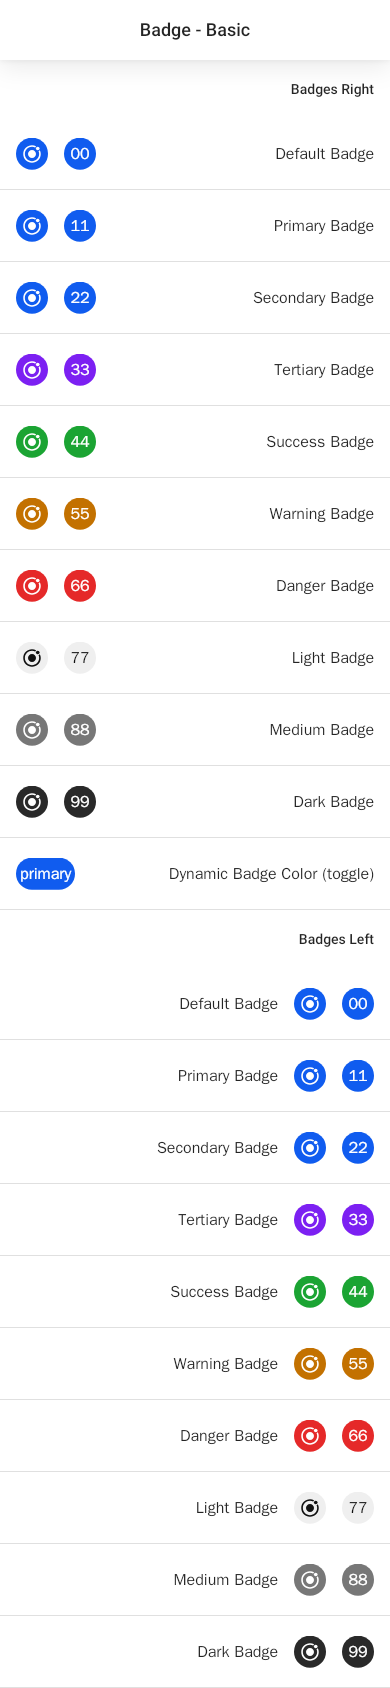 Badge - Basic
Badges Right
00 Default Badge
11 Primary Badge
22 Secondary Badge
33 Tertiary Badge
44 Success Badge
55 Warning Badge
66 Danger Badge
77 Light Badge
88 Medium Badge
99 Dark Badge
primary Dynamic Badge Color (toggle)
Badges Left
Default Badge 00
Primary Badge 11
Secondary Badge 22
Tertiary Badge 33
Success Badge 44
Warning Badge 55
Danger Badge 66
Light Badge 77
Medium Badge 88
Dark Badge 99